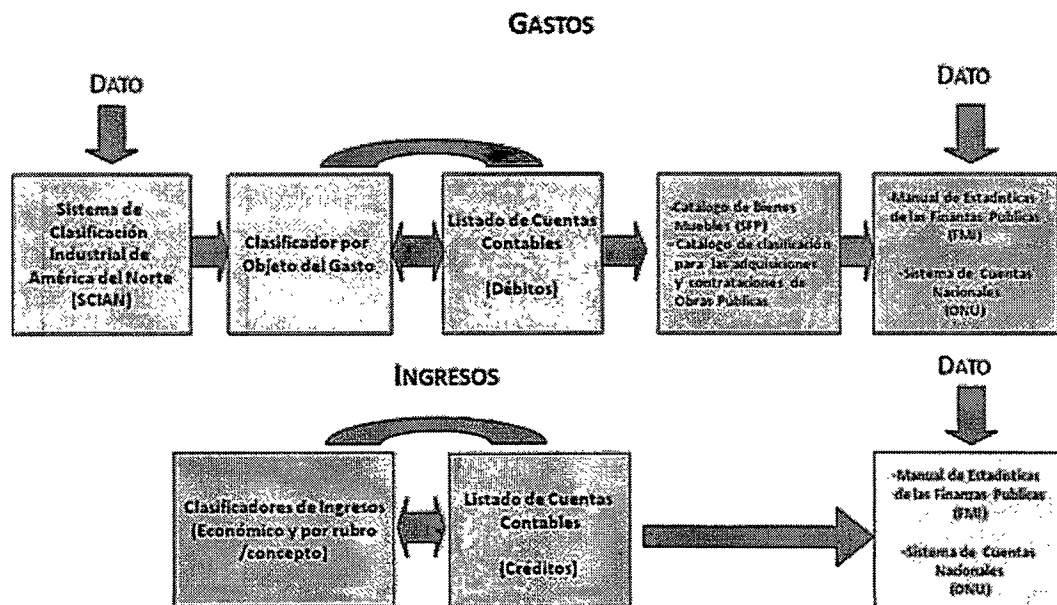 GASTOS
DATO
DATO
Sistema de
Clasificación
Industrial de
América del Norte
(SCIAN)
Clasificador por
Objeto del Gasto
Listado de Cuentas
Contables
(Débitos)
-Catálogo de Bienes
Muebles (SFP)
- Catálogo de clasificación
para las adquisiciones
y contrataciones de
Obras Públicas
-Manual de Estadísticas
de las Finanzas Publicas
(FMI)
-Sistema de Cuentas
Nacionales
(ONU)
INGRESOS
DATO
Clasificadores de Ingresos
(Económico y por rubro
/concepto)
Listado de Cuentas
Contables
(Créditos)
-Manual de Estadísticas
de las Finanzas Publicas
(FMI)
-Sistema de Cuentas
Nacionales
(ONU)